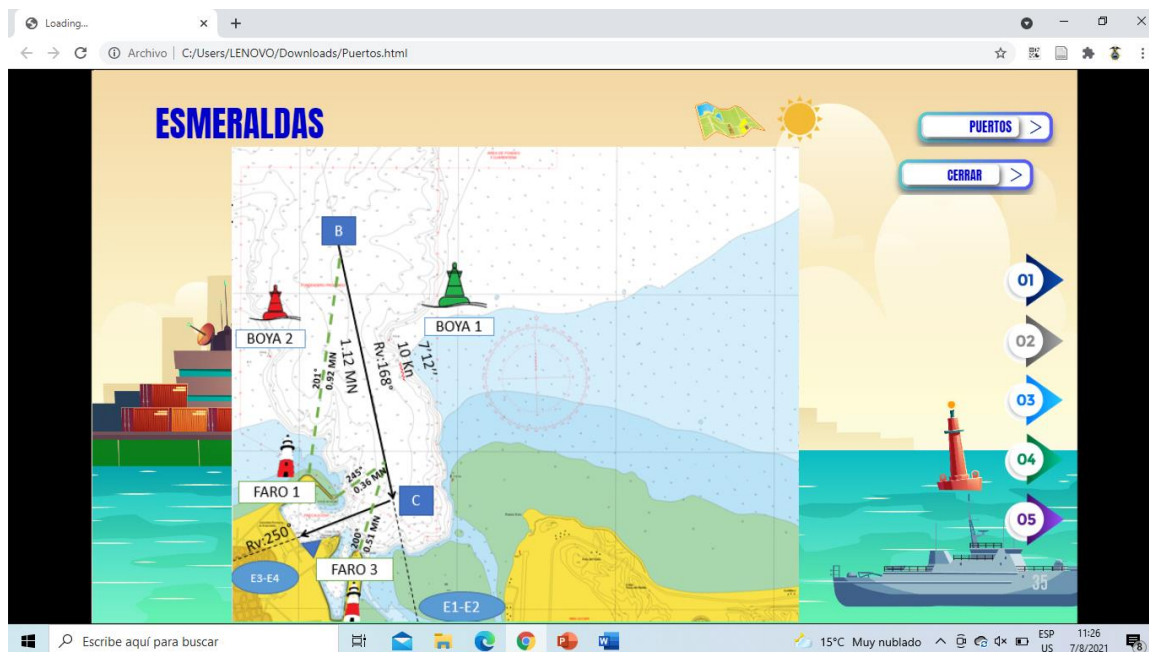 Loading...
Archivo | C:/Users/LENOVO/Downloads/Puertos.html
ESMERALDAS
PUERTOS >
CERRAR >
B
BOYA 2
BOYA 1
7'12''
10 Kn
Rv:168°
1.12 MN
201°
0.92 MN
01
02
03
04
05
FARO 1
245°
0.36 MN
C
Rv:250°
200°
0.51 MN
FARO 3
E3-E4
E1-E2
35
Escribe aquí para buscar
15°C Muy nublado
ESP
US
11:26
7/8/2021
8